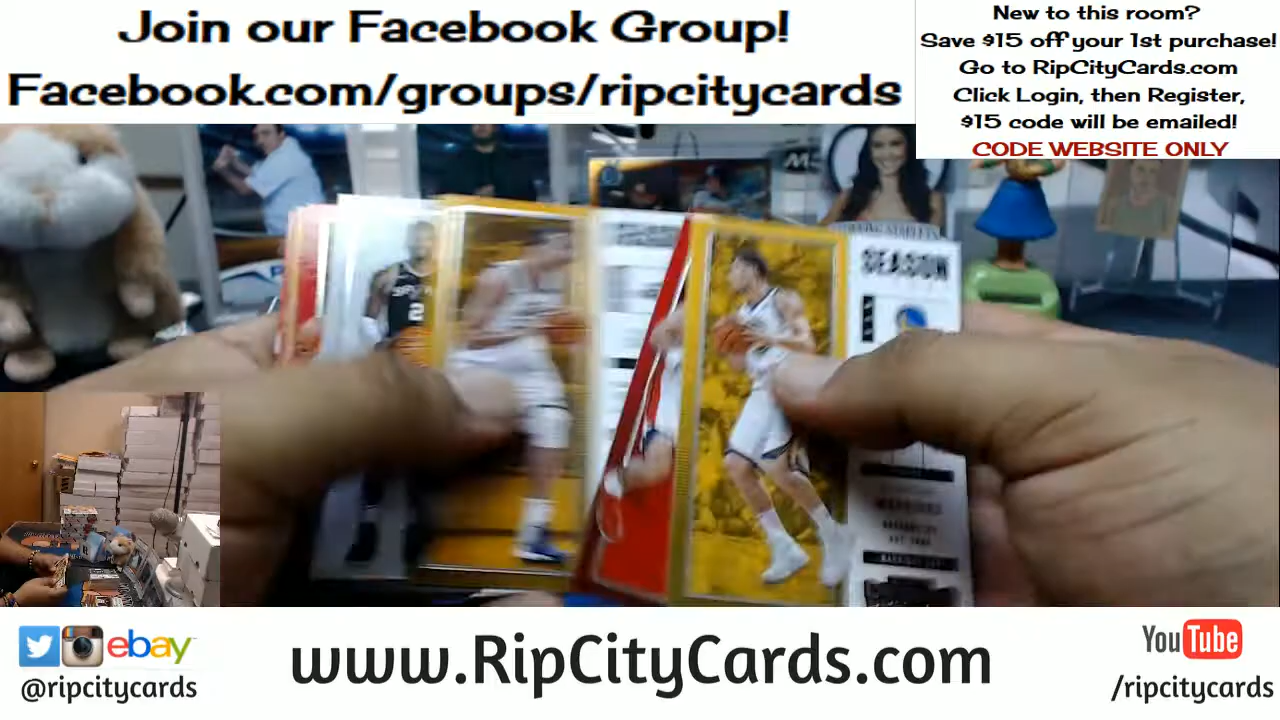 Join our Facebook Group!
Facebook.com/groups/ripcitycards
New to this room?
Save $15 off your 1st purchase!
Go to RipCityCards.com
Click Login, then Register,
$15 code will be emailed!
CODE WEBSITE ONLY
SEASON
2
ebay
@ripcitycards
www.RipCityCards.com
YouTube
/ripcitycards